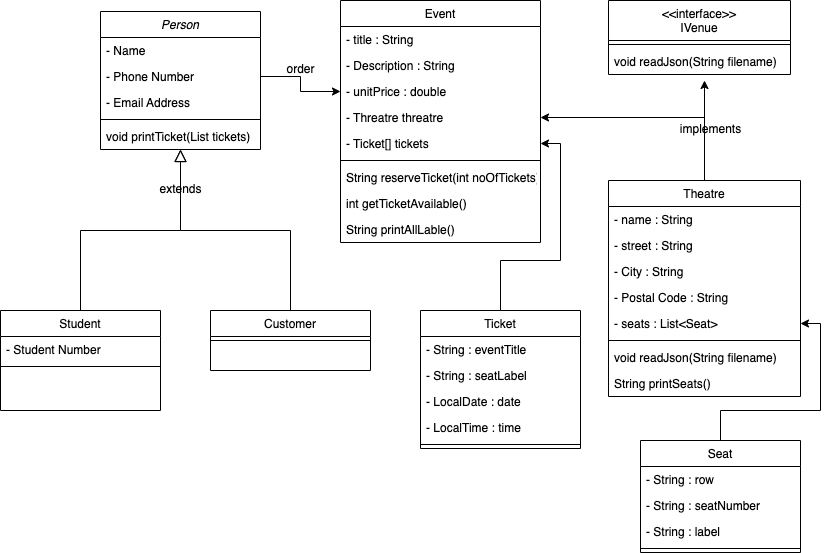 Person
- Name
- Phone Number
- Email Address
void printTicket(List tickets)
extends
order
Event
- title : String
- Description : String
- unitPrice : double
- Threatre threatre
- Ticket[] tickets
String reserveTicket(int noOfTickets
int getTicketAvailable()
String printAllLable()
<<interface>>
IVenue
void readJson(String filename)
implements
Theatre
- name : String
- street : String
- City : String
- Postal Code : String
- seats : List<Seat>
void readJson(String filename)
String printSeats()
Student
- Student Number
Customer
Ticket
- String : eventTitle
- String : seatLabel
- LocalDate : date
- LocalTime : time
Seat
- String : row
- String : seatNumber
- String : label